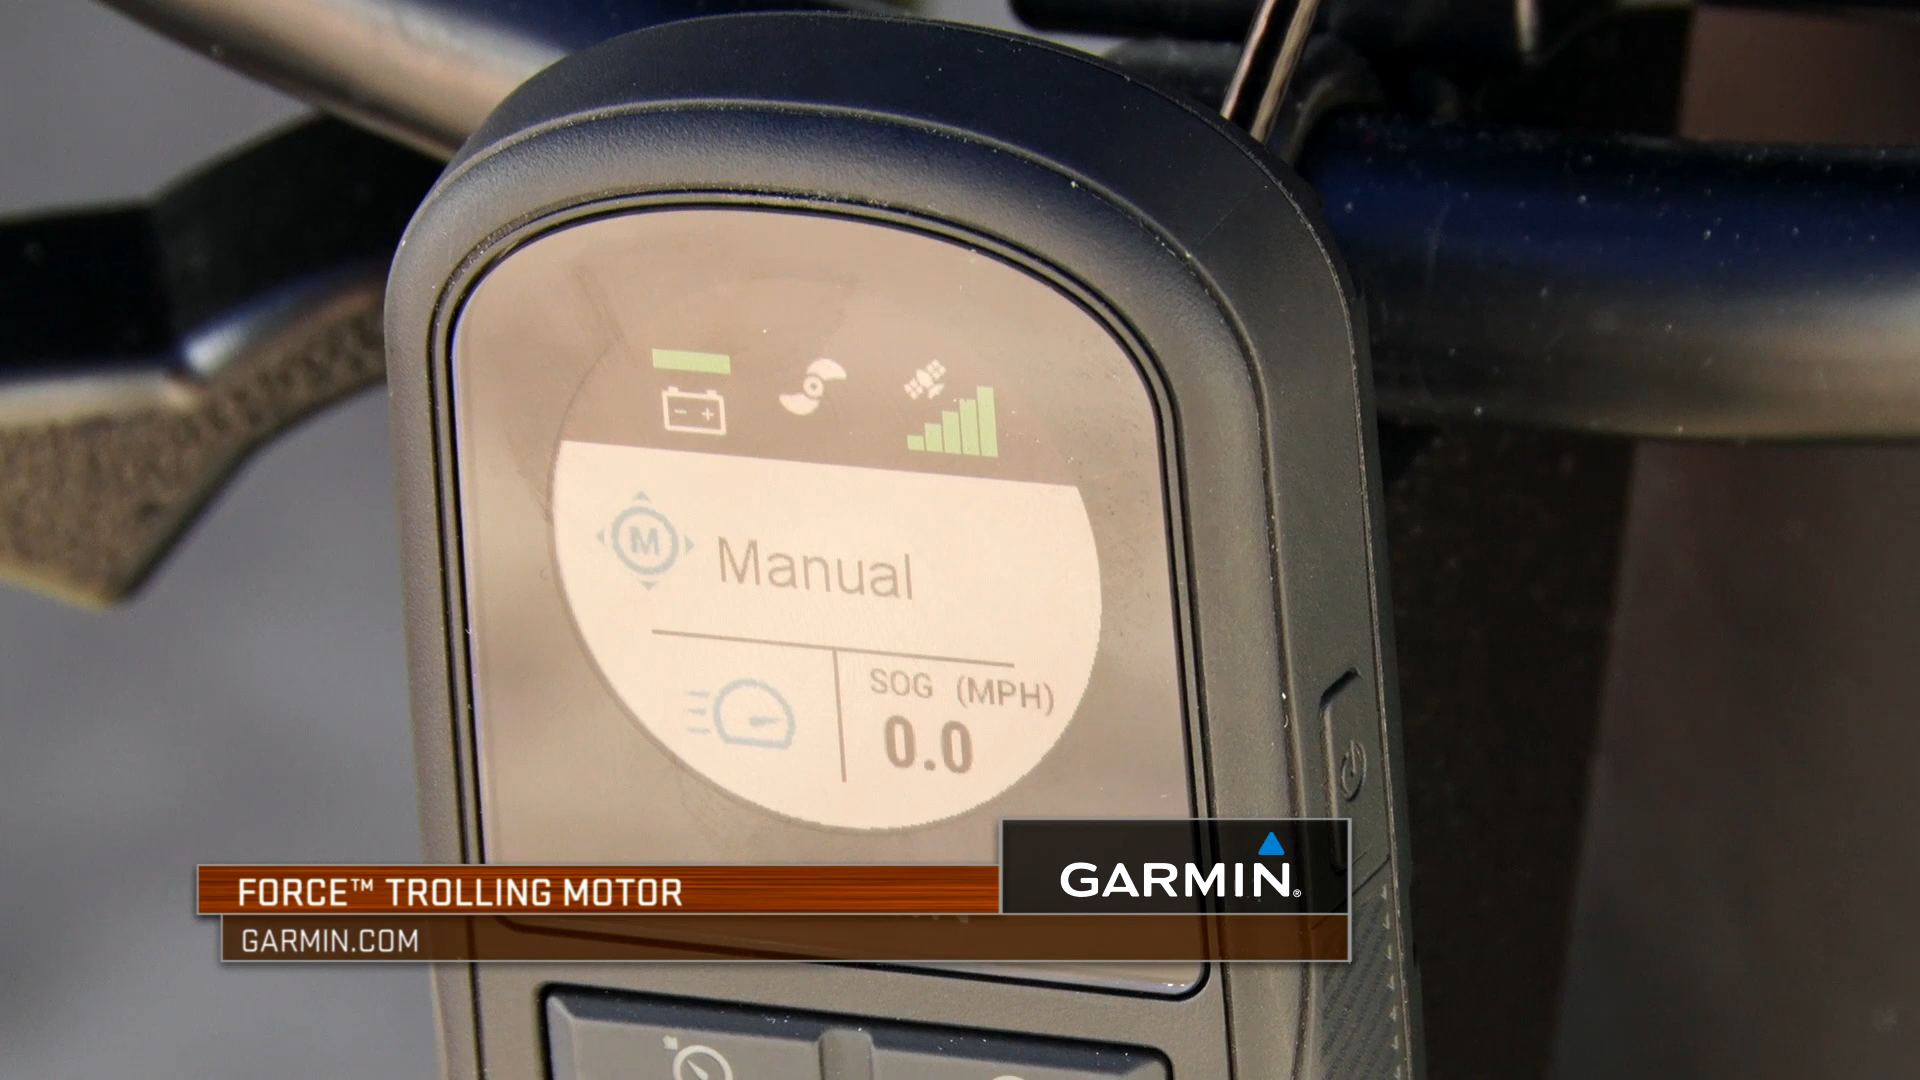 M Manual
SOG (MPH)
0.0
FORCE™ TROLLING MOTOR
GARMIN®
GARMIN.COM